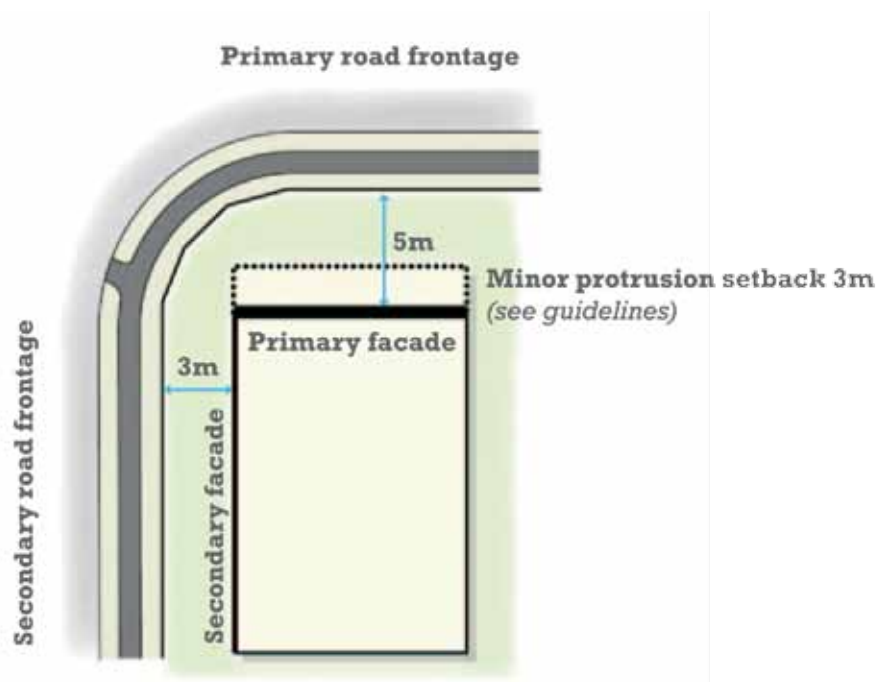 Primary road frontage
5m
Minor protrusion setback 3m
(see guidelines)
Primary facade
3m
Secondary facade
Secondary road frontage